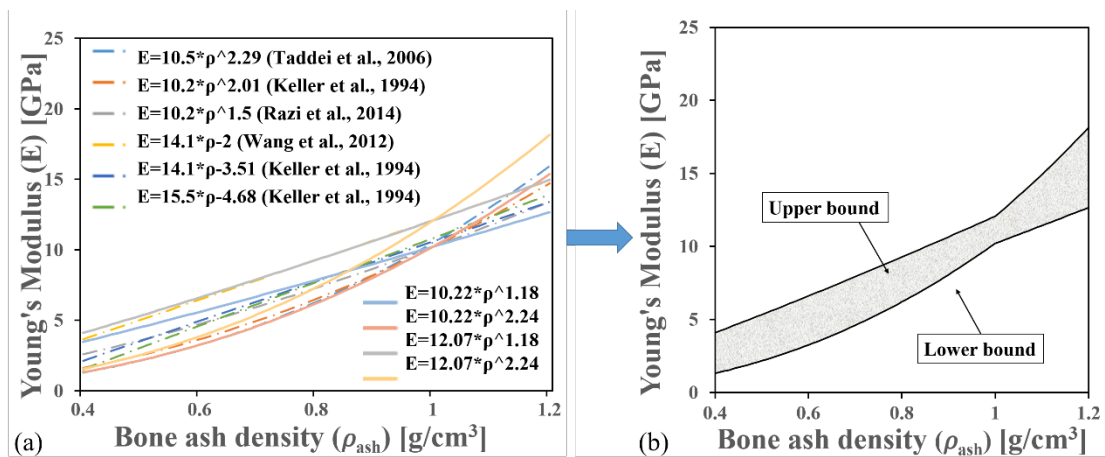 Young's Modulus (E) [GPa]
25
20
15
10
5
0
E=10.5*ρ^2.29 (Taddei et al., 2006)
E=10.2*ρ^2.01 (Keller et al., 1994)
E=10.2*ρ^1.5 (Razi et al., 2014)
E=14.1*ρ-2 (Wang et al., 2012)
E=14.1*ρ-3.51 (Keller et al., 1994)
E=15.5*ρ-4.68 (Keller et al., 1994)
E=10.22*ρ^1.18
E=10.22*ρ^2.24
E=12.07*ρ^1.18
E=12.07*ρ^2.24
0.4 0.6 0.8 1 1.2
(a) Bone ash density (ρash) [g/cm³]
Young's Modulus (E) [GPa]
25
20
15
10
5
0
Upper bound
Lower bound
0.4 0.6 0.8 1 1.2
(b) Bone ash density (ρash) [g/cm³]